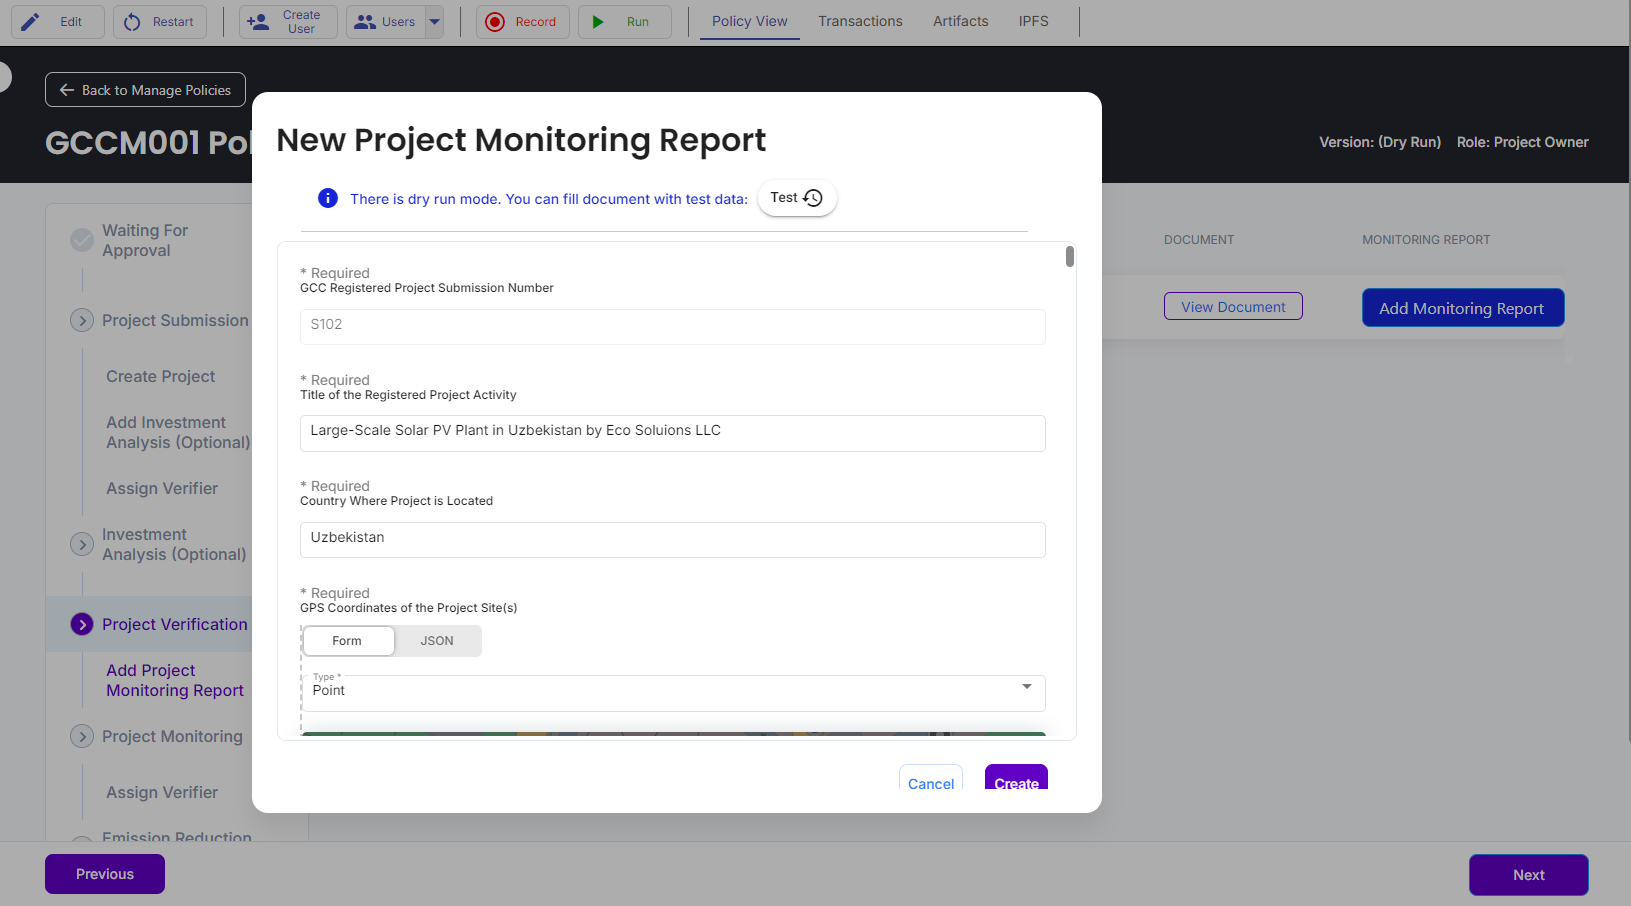 Edit
Restart
Create
User
Users
Record
Run
Policy View
Transactions
Artifacts
IPFS
Back to Manage Policies
GCCM001 Pol
Version: (Dry Run)
Role: Project Owner
New Project Monitoring Report
There is dry run mode. You can fill document with test data:
Test
Waiting For
Approval
Project Submission
Create Project
Add Investment
Analysis (Optional)
Assign Verifier
Investment
Analysis (Optional)
Project Verification
Add Project
Monitoring Report
Project Monitoring
Assign Verifier
Emission Reduction
* Required
GCC Registered Project Submission Number
S102
* Required
Title of the Registered Project Activity
Large-Scale Solar PV Plant in Uzbekistan by Eco Soluions LLC
* Required
Country Where Project is Located
Uzbekistan
* Required
GPS Coordinates of the Project Site(s)
Form
JSON
Type *
Point
Cancel
Create
DOCUMENT
MONITORING REPORT
View Document
Add Monitoring Report
Previous
Next